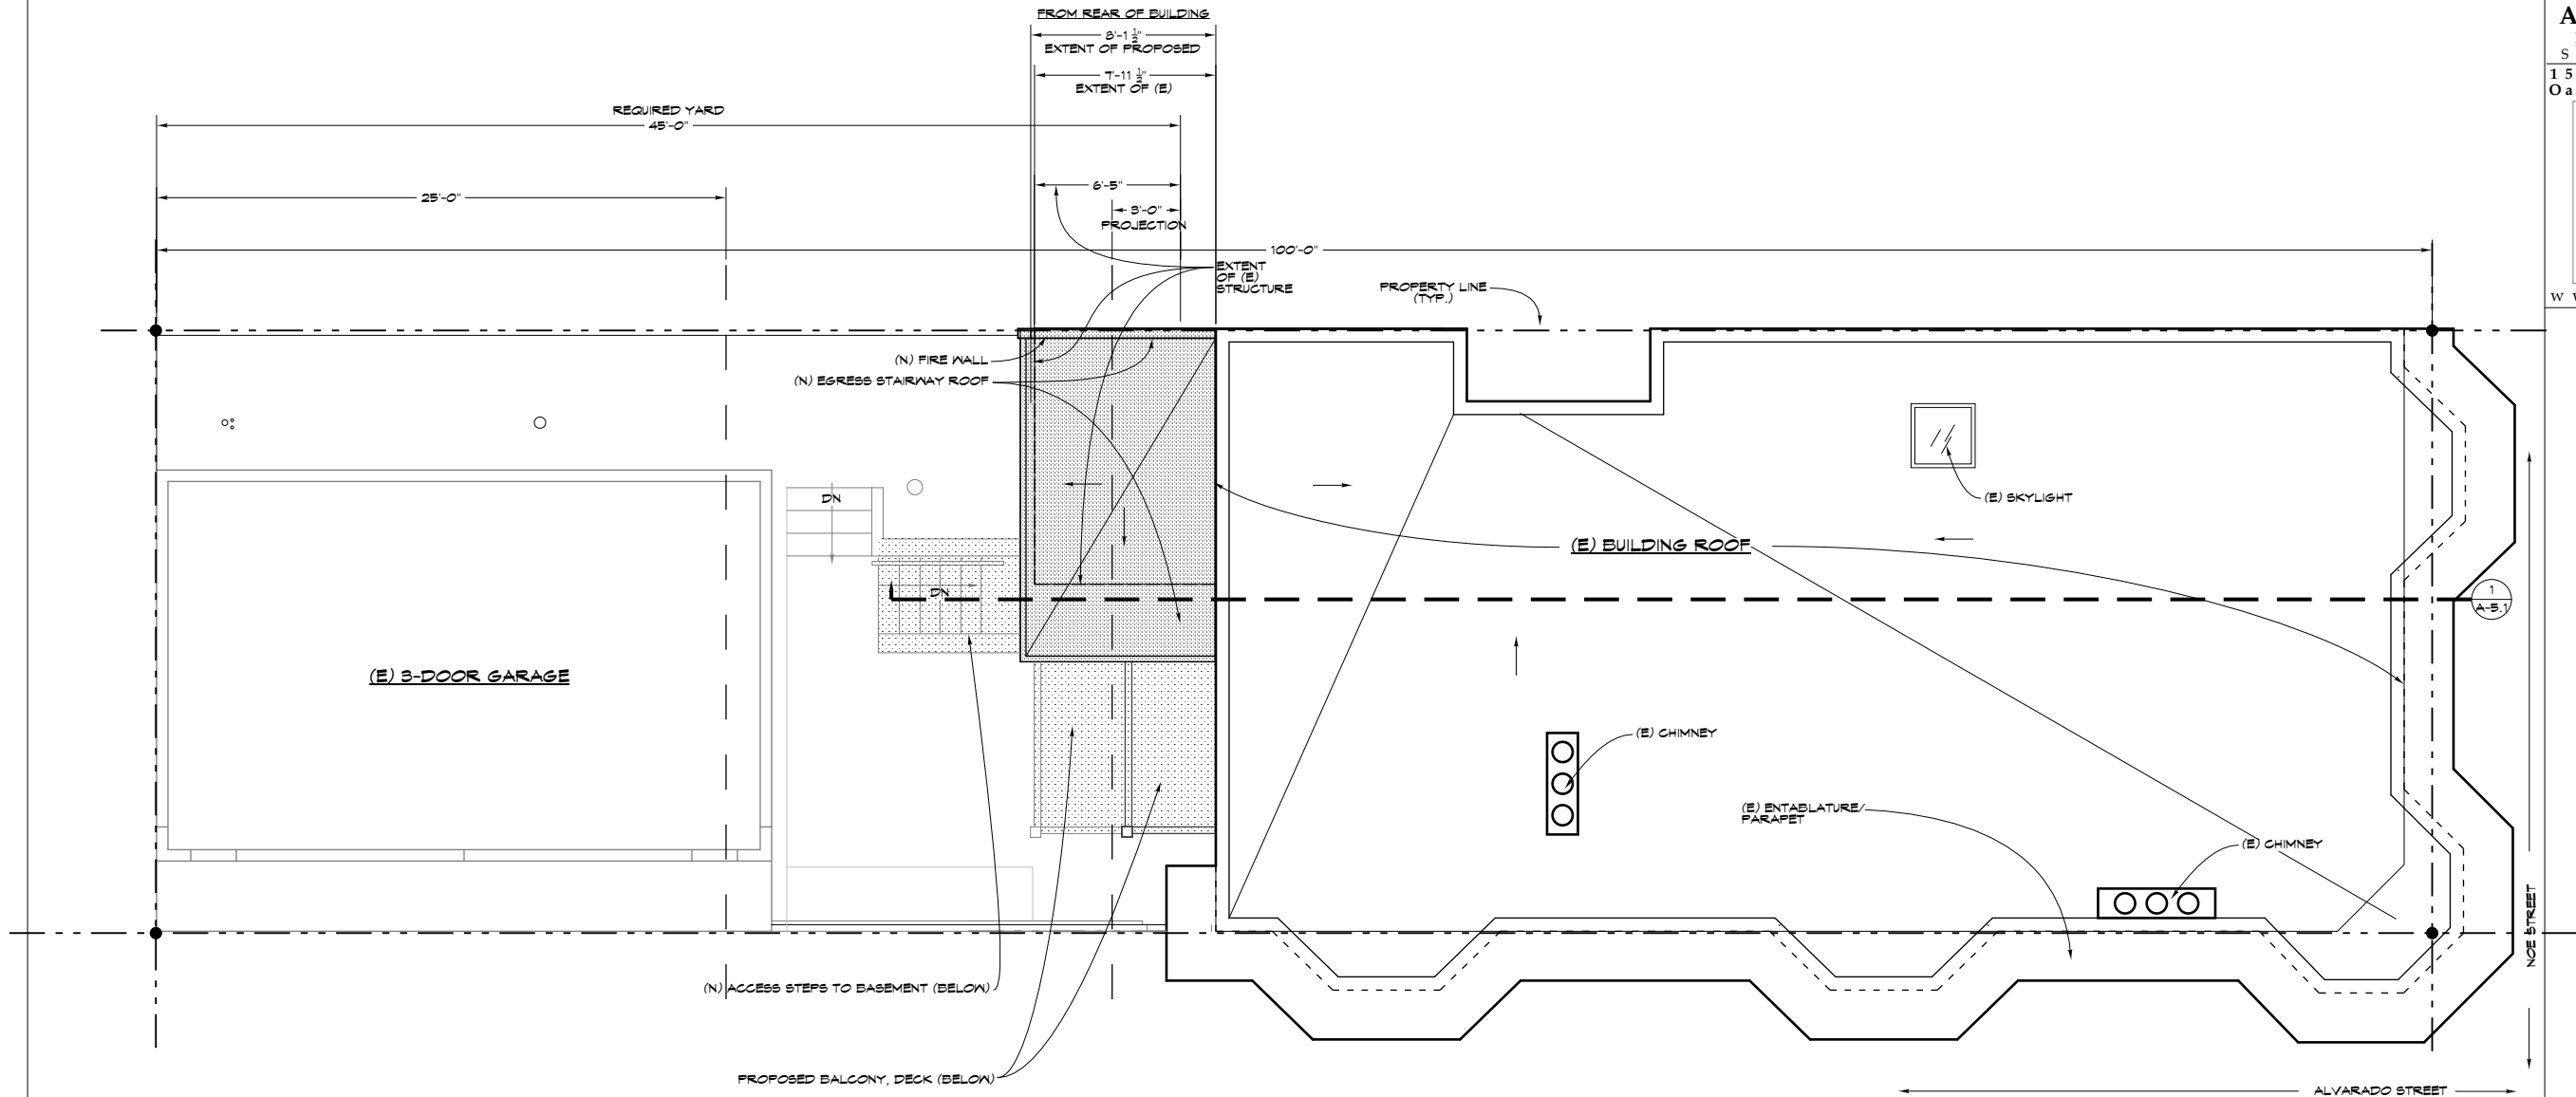 FROM REAR OF BUILDING
8'-1 1/2"
EXTENT OF PROPOSED
7'-11 1/2"
EXTENT OF (E)
REQUIRED YARD
45'-0"
6'-5"
25'-0"
3'-0"
PROJECTION
100'-0"
EXTENT
OF (E)
STRUCTURE
PROPERTY LINE
(TYP.)
(N) FIRE WALL
(N) EGRESS STAIRWAY ROOF
DN
(E) SKYLIGHT
(E) BUILDING ROOF
DN
1
A-5.1
(E) 3-DOOR GARAGE
(E) CHIMNEY
(E) ENTABLATURE/
PARAPET
(E) CHIMNEY
NOE STREET
(N) ACCESS STEPS TO BASEMENT (BELOW)
PROPOSED BALCONY, DECK (BELOW)
ALVARADO STREET
A
S
1 5
O a
W